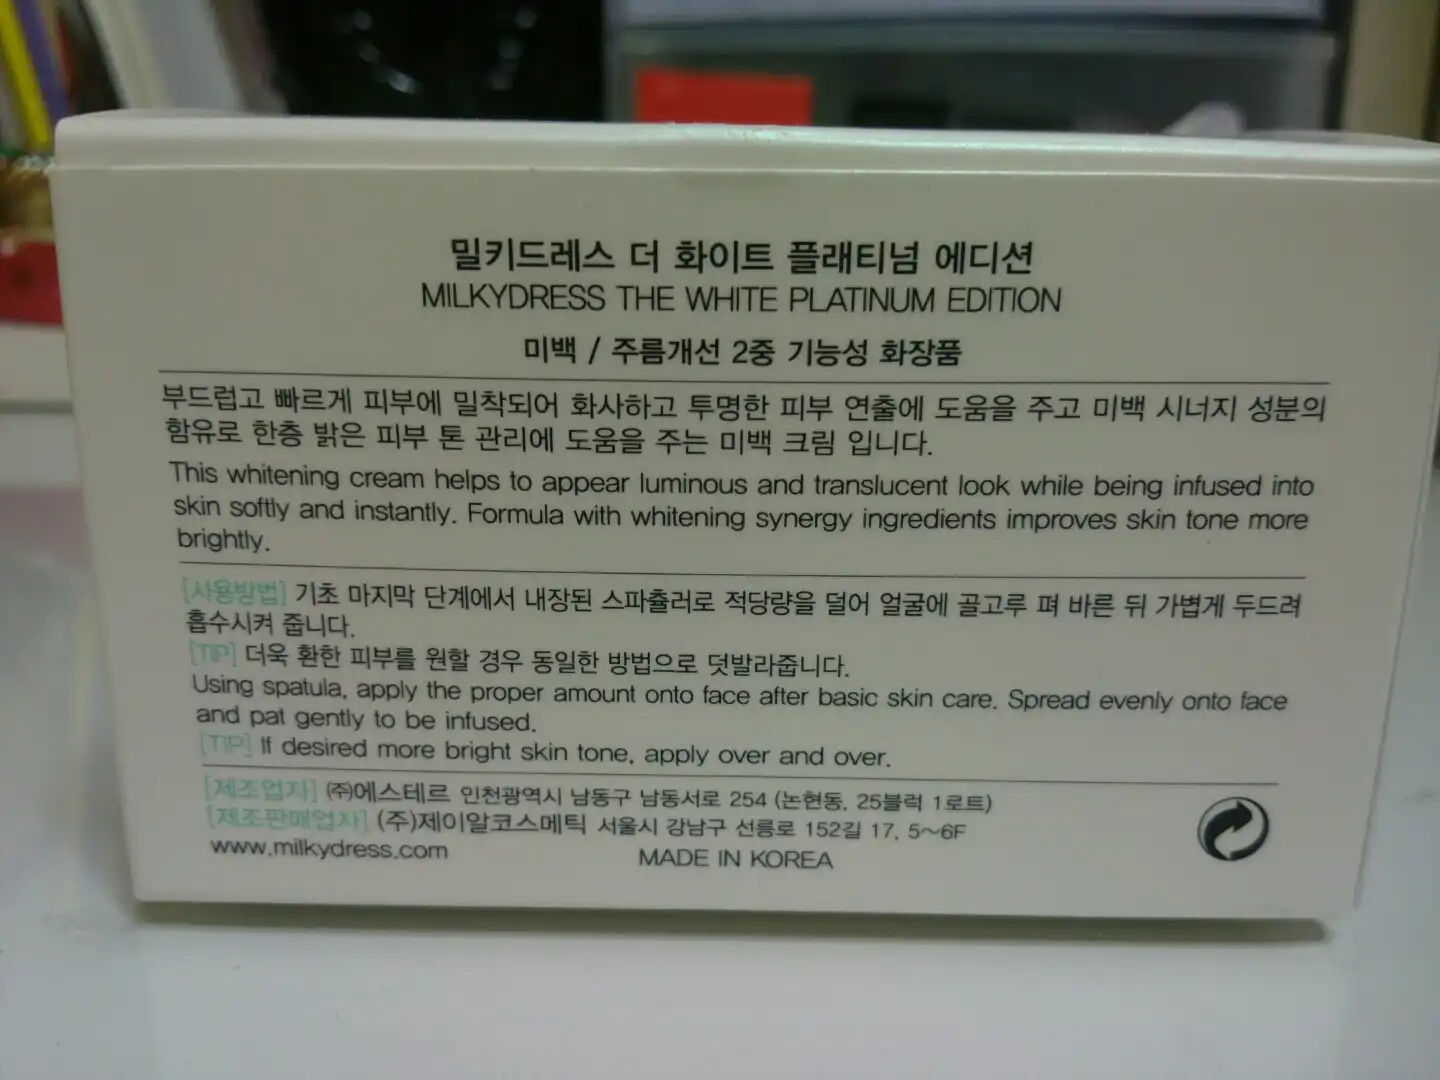 밀키드레스 더 화이트 플래티넘 에디션
MILKYDRESS THE WHITE PLATINUM EDITION
미백 / 주름개선 2중 기능성 화장품
부드럽고 빠르게 피부에 밀착되어 화사하고 투명한 피부 연출에 도움을 주고 미백 시너지 성분의
함유로 한층 밝은 피부 톤 관리에 도움을 주는 미백 크림 입니다.
This whitening cream helps to appear luminous and translucent look while being infused into
skin softly and instantly. Formula with whitening synergy ingredients improves skin tone more
brightly.
[사용방법] 기초 마지막 단계에서 내장된 스파츌러로 적당량을 덜어 얼굴에 골고루 펴 바른 뒤 가볍게 두드려
흡수시켜 줍니다.
[TIP] 더욱 환한 피부를 원할 경우 동일한 방법으로 덧발라줍니다.
Using spatula, apply the proper amount onto face after basic skin care. Spread evenly onto face
and pat gently to be infused.
[TIP] If desired more bright skin tone, apply over and over.
[제조업자] ㈜에스테르 인천광역시 남동구 남동서로 254 (논현동, 25블럭 1로트)
[제조판매업자] (주)제이알코스메틱 서울시 강남구 선릉로 152길 17, 5~6F
www.milkydress.com MADE IN KOREA